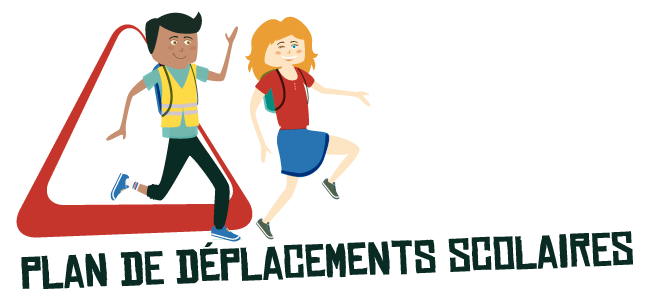 PLAN DE DÉPLACEMENTS SCOLAIRES